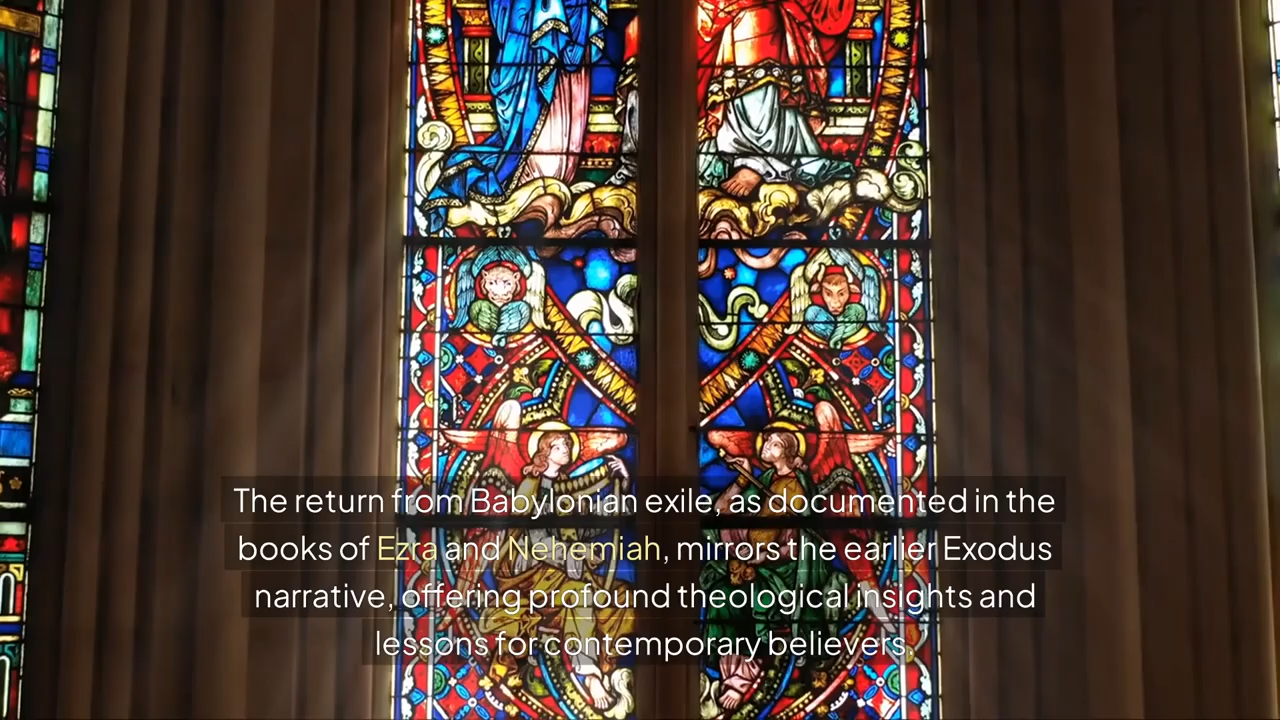 The return from Babylonian exile, as documented in the
books of Ezra and Nehemiah, mirrors the earlier Exodus
narrative, offering profound theological insights and
lessons for contemporary believers.